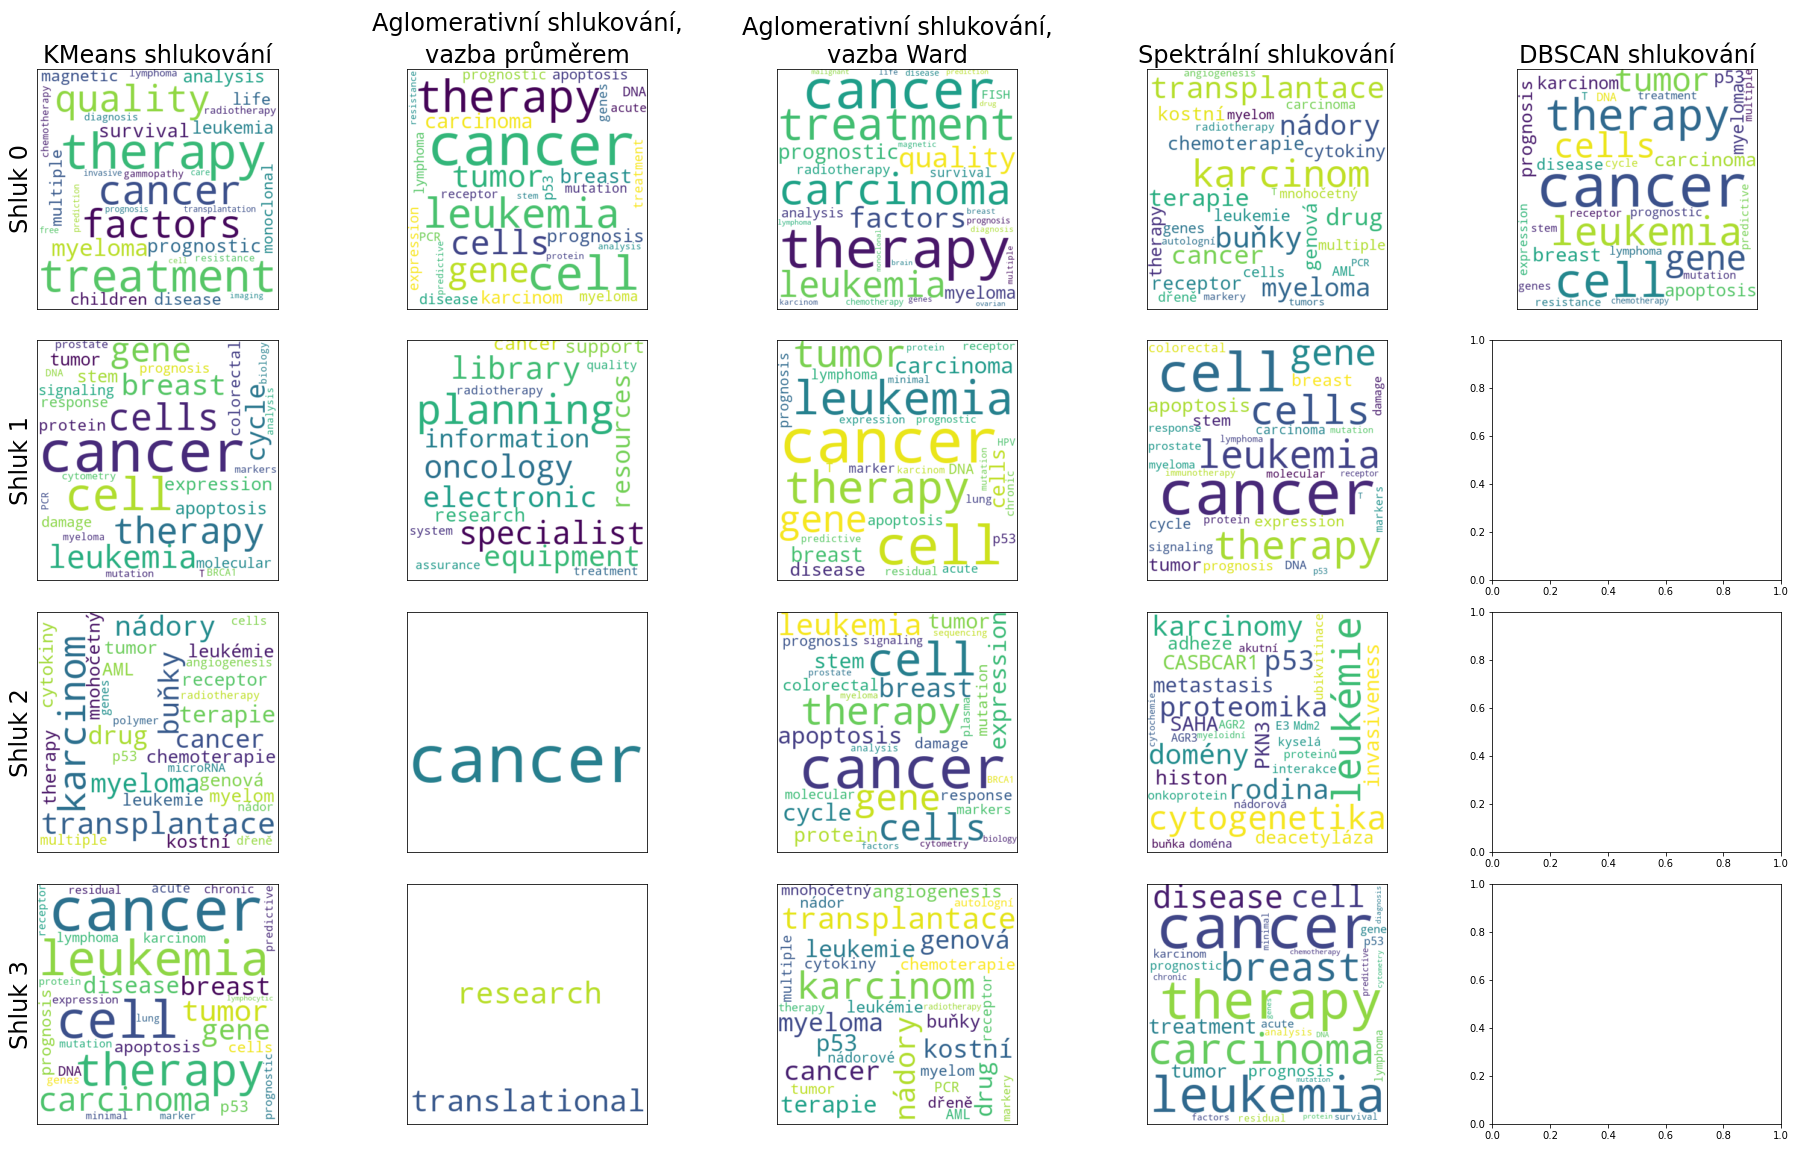 Aglomerativní shlukování,
Aglomerativní shlukování,
KMeans shlukování
vazba průměrem
vazba Ward
Spektrální shlukování
DBSCAN shlukování
Shluk 0
magnetic
lymphoma
analysis
quality
life
radiotherapy
chemotherapy
diagnosis
survival
leukemia
therapy
multiple
invasive
gammopathy
care
cancer
monoclonal
prediction
prognosis
transplantation
factors
free
myeloma
prognostic
cell
resistance
treatment
children
disease
imaging
prognostic
apoptosis
resistance
therapy
genes
DNA
acute
carcinoma
cancer
lymphoma
tumor
p53
breast
treatment
receptor
stem
mutation
leukemia
expression
PCR
cells
prognosis
analysis
predictive
gene
protein
cell
disease
karcinom
myeloma
malignant
life
disease
prediction
cancer
FISH
drug
treatment
prognostic
magnetic
quality
radiotherapy
survival
carcinoma
analysis
factors
breast
prognosis
lymphoma
diagnosis
therapy
monoclonal
brain
multiple
leukemia
myeloma
karcinom
chemotherapy
genes
ovarian
angiogenesis
transplantace
carcinoma
kostní
myelom
nádory
radiotherapy
chemoterapie
cytokiny
karcinom
T
mnohočetný
terapie
leukemie
drug
therapy
genes
buňky
genová
autologní
multiple
cancer
PCR
cells
AML
receptor
myeloma
dřeně
markery
tumors
karcinom
tumor
p53
multiple
prognosis
T
DNA
treatment
myeloma
therapy
cells
disease
cycle
carcinoma
cancer
receptor
prognostic
predictive
stem
leukemia
expression
breast
lymphoma
gene
mutation
genes
cell
apoptosis
resistance
chemotherapy
Shluk 1
prostate
gene
colorectal
biology
tumor
DNA
stem
prognosis
signaling
breast
response
cells
cycle
analysis
protein
cancer
markers
cytometry
cell
expression
PCR
apoptosis
damage
myeloma
therapy
leukemia
molecular
mutation
T
BRCA1
cancer
support
library
quality
radiotherapy
planning
resources
information
oncology
electronic
research
system
specialist
equipment
assurance
treatment
tumor
protein
receptor
prognosis
carcinoma
lymphoma
minimal
leukemia
expression
prognostic
cancer
HPV
T
marker
karcinom
DNA
mutation
cells
chronic
therapy
lung
gene
apoptosis
predictive
cell
p53
breast
disease
residual
acute
colorectal
gene
cell
breast
damage
apoptosis
cells
stem
response
carcinoma
mutation
prostate
lymphoma
leukemia
myeloma
immunotherapy
molecular
receptor
cancer
T
markers
cycle
protein
expression
signaling
therapy
tumor
prognosis
DNA
p53
1.0
0.8
0.6
0.4
0.2
0.0
0.0 0.2 0.4 0.6 0.8 1.0
Shluk 2
cytokiny
mnohočetný
nádory
cells
tumor
leukémie
karcinom
AML
buňky
angiogenesis
genes
receptor
radiotherapy
polymer
terapie
drug
cancer
therapy
p53
chemoterapie
microRNA
myeloma
genová
leukemie
myelom
nádor
transplantace
multiple
kostní
dřeně
cancer
leukemia
tumor
sequencing
prognosis
signaling
expression
stem
cell
prostate
colorectal
breast
myeloma
plasma
mutation
therapy
apoptosis
analysis
damage
cancer
BRCA1
molecular
gene
response
cycle
markers
protein
cells
biology
factors
cytometry
karcinomy
ubikvitinace
leukémie
adheze
akutní
CASBCAR1
p53
invasiveness
metastasis
cytochemie
proteomika
SAHA
AGR2
E3
Mdm2
AGR3
myeloidní
PKN3
kyselá
domény
proteinů
interakce
histon
onkoprotein
rodina
nádorová
cytogenetika
deacetyláza
buňka
doména
1.0
0.8
0.6
0.4
0.2
0.0
0.0 0.2 0.4 0.6 0.8 1.0
Shluk 3
residual
acute
chronic
receptor
cancer
predictive
lymphoma
karcinom
leukemia
protein
disease
breast
expression
lymphocytic
prognosis
cell
lung
tumor
gene
mutation
apoptosis
cells
DNA
genes
therapy
prognostic
carcinoma
p53
minimal
marker
research
translational
mnohočetný
angiogenesis
nádor
autologní
transplantace
multiple
leukemie
genová
cytokiny
chemoterapie
karcinom
receptor
therapy
leukémie
radiotherapy
myeloma
buňky
p53
nádory
nádorové
kostní
cancer
myelom
drug
tumor
PCR
markery
terapie
dřeně
AML
disease
cell
diagnosis
cancer
minimal
gene
p53
karcinom
chemotherapy
prognostic
breast
chronic
predictive
cytometry
therapy
genes
treatment
acute
analysis
DNA
carcinoma
lymphoma
tumor
prognosis
mutation
leukemia
factors
residual
protein
survival
1.0
0.8
0.6
0.4
0.2
0.0
0.0 0.2 0.4 0.6 0.8 1.0